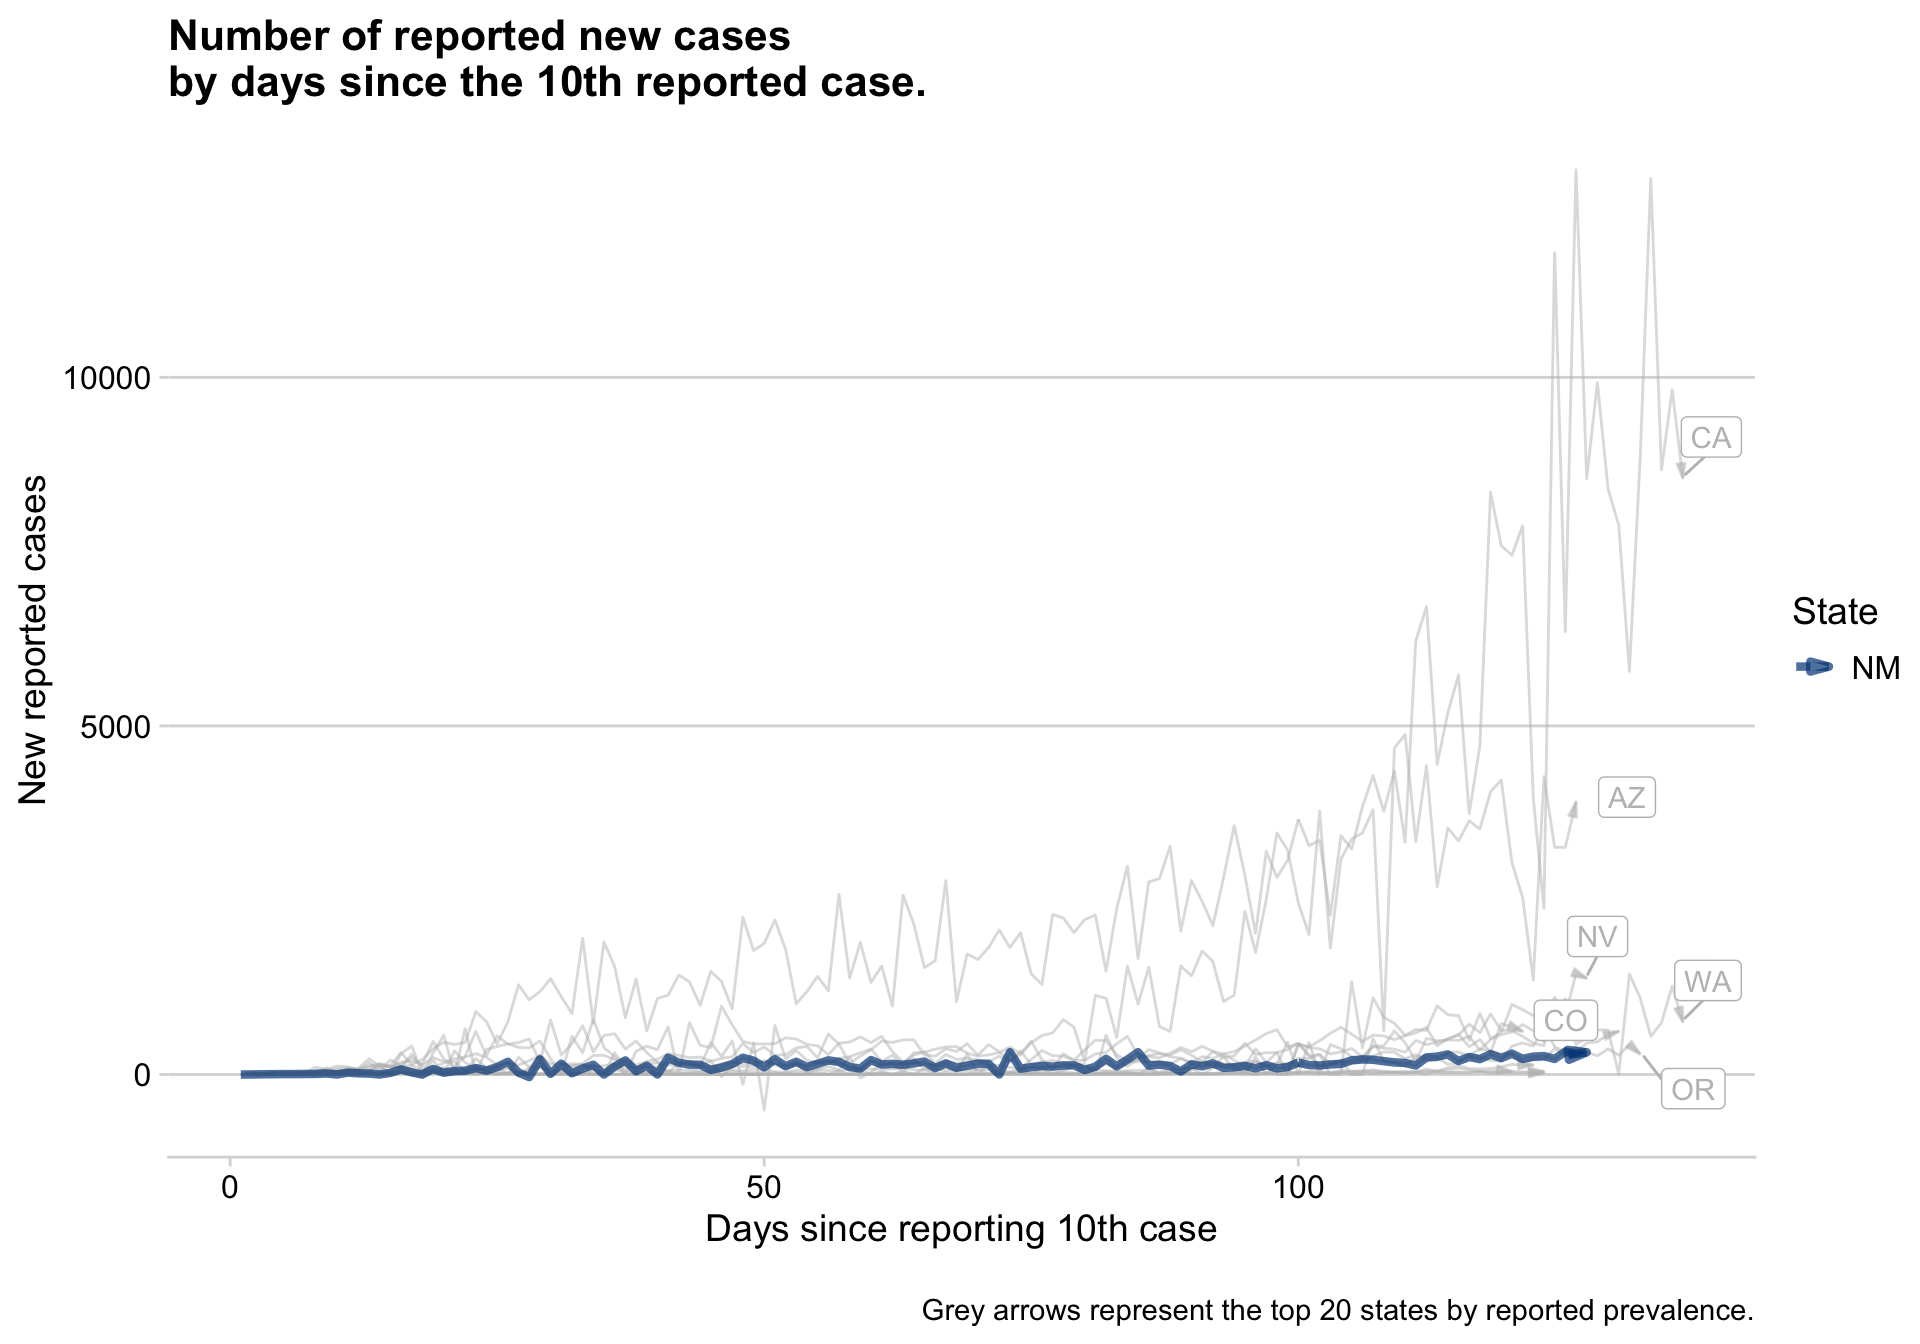 Number of reported new cases
by days since the 10th reported case.
New reported cases
10000
5000
0
CA
AZ
NV
WA
CO
OR
State
NM
0
50
100
Days since reporting 10th case
Grey arrows represent the top 20 states by reported prevalence.